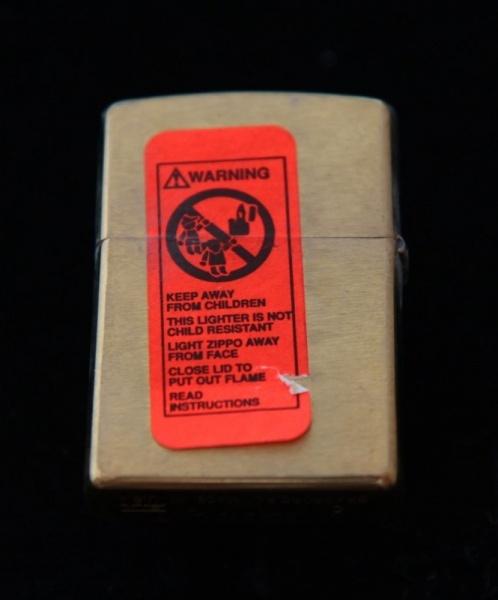 WARNING
KEEP AWAY
FROM CHILDREN
THIS LIGHTER IS NOT
CHILD RESISTANT
LIGHT ZIPPO AWAY
FROM FACE
CLOSE LID TO
PUT OUT FLAME
READ
INSTRUCTIONS